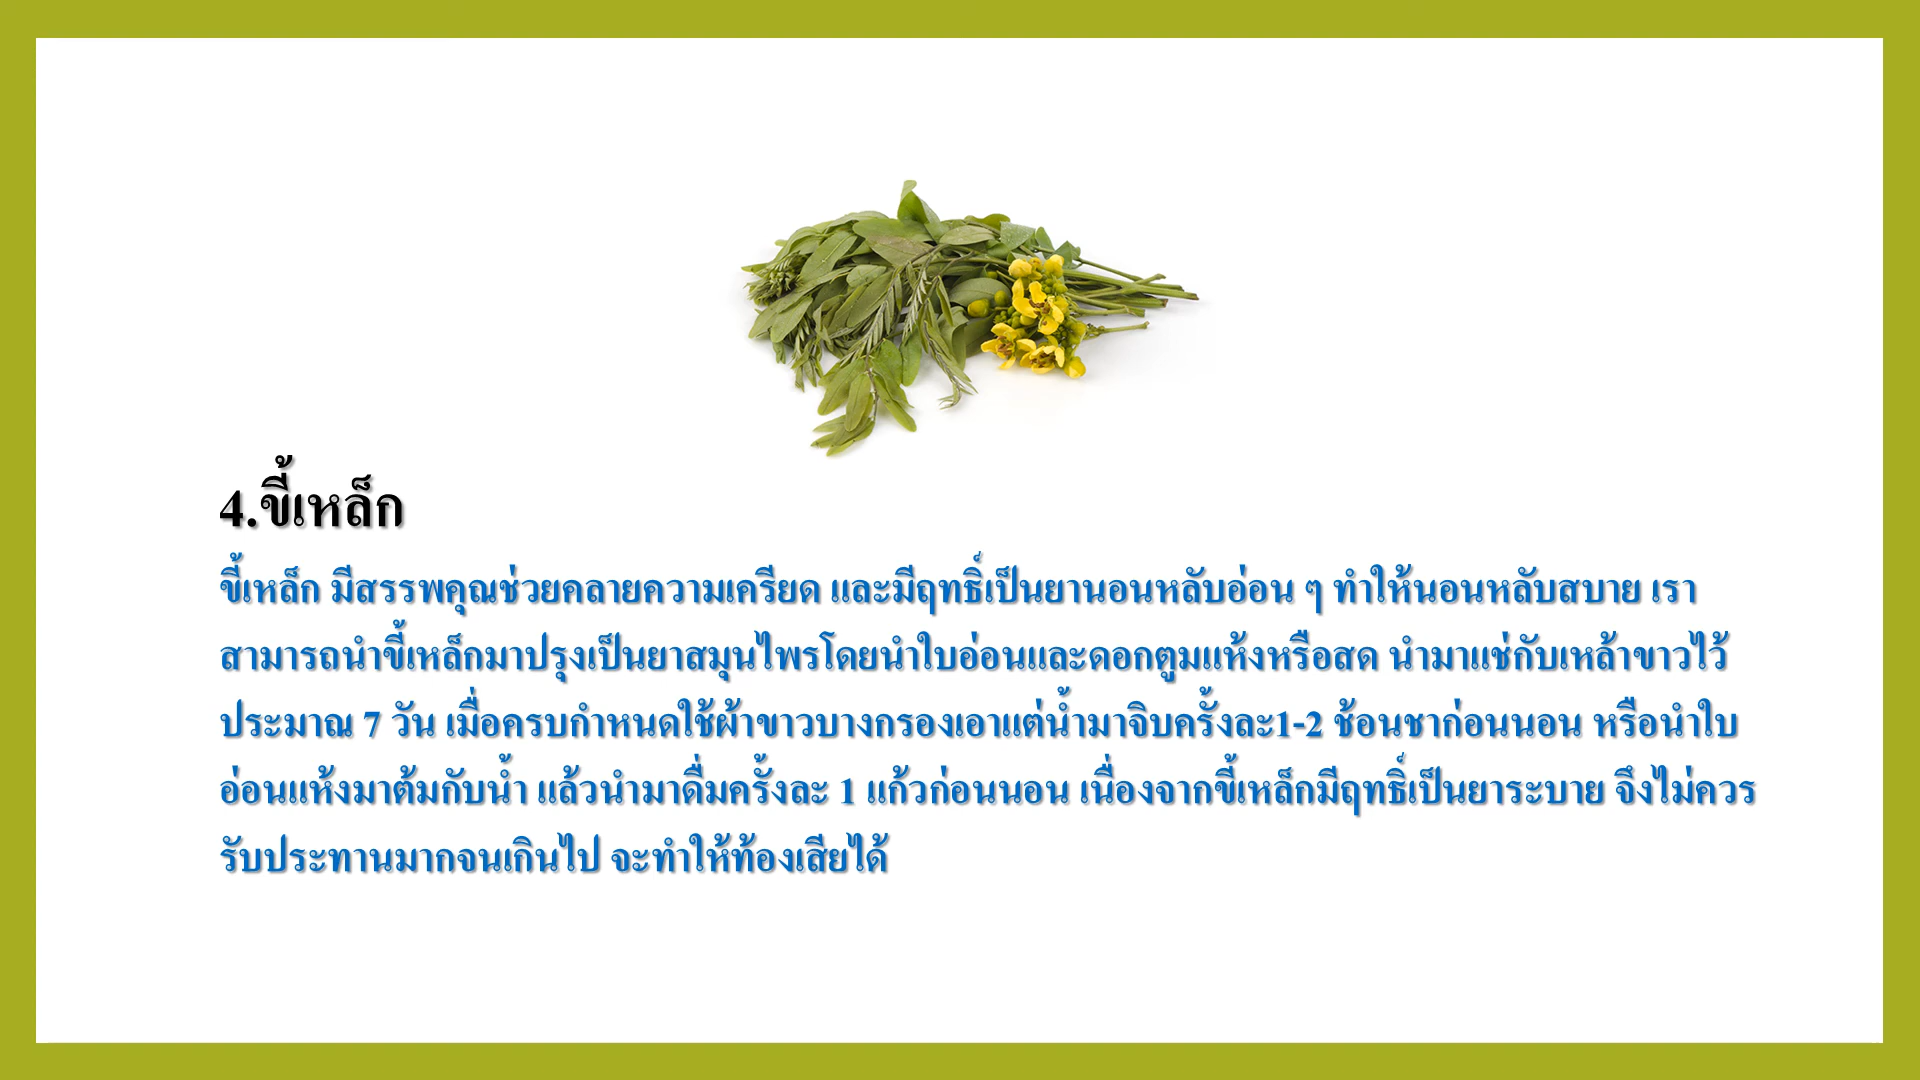 4.ขี้เหล็ก
ขี้เหล็ก มีสรรพคุณช่วยคลายความเครียด และมีฤทธิ์เป็นยานอนหลับอ่อน ๆ ทำให้นอนหลับสบาย เรา
สามารถนำขี้เหล็กมาปรุงเป็นยาสมุนไพรโดยนำใบอ่อนและดอกตูมแห้งหรือสด นำมาแช่กับเหล้าขาวไว้
ประมาณ 7 วัน เมื่อครบกำหนดใช้ผ้าขาวบางกรองเอาแต่น้ำมาจิบครั้งละ1-2 ช้อนชาก่อนนอน หรือนำใบ
อ่อนแห้งมาต้มกับน้ำ แล้วนำมาดื่มครั้งละ 1 แก้วก่อนนอน เนื่องจากขี้เหล็กมีฤทธิ์เป็นยาระบาย จึงไม่ควร
รับประทานมากจนเกินไป จะทำให้ท้องเสียได้